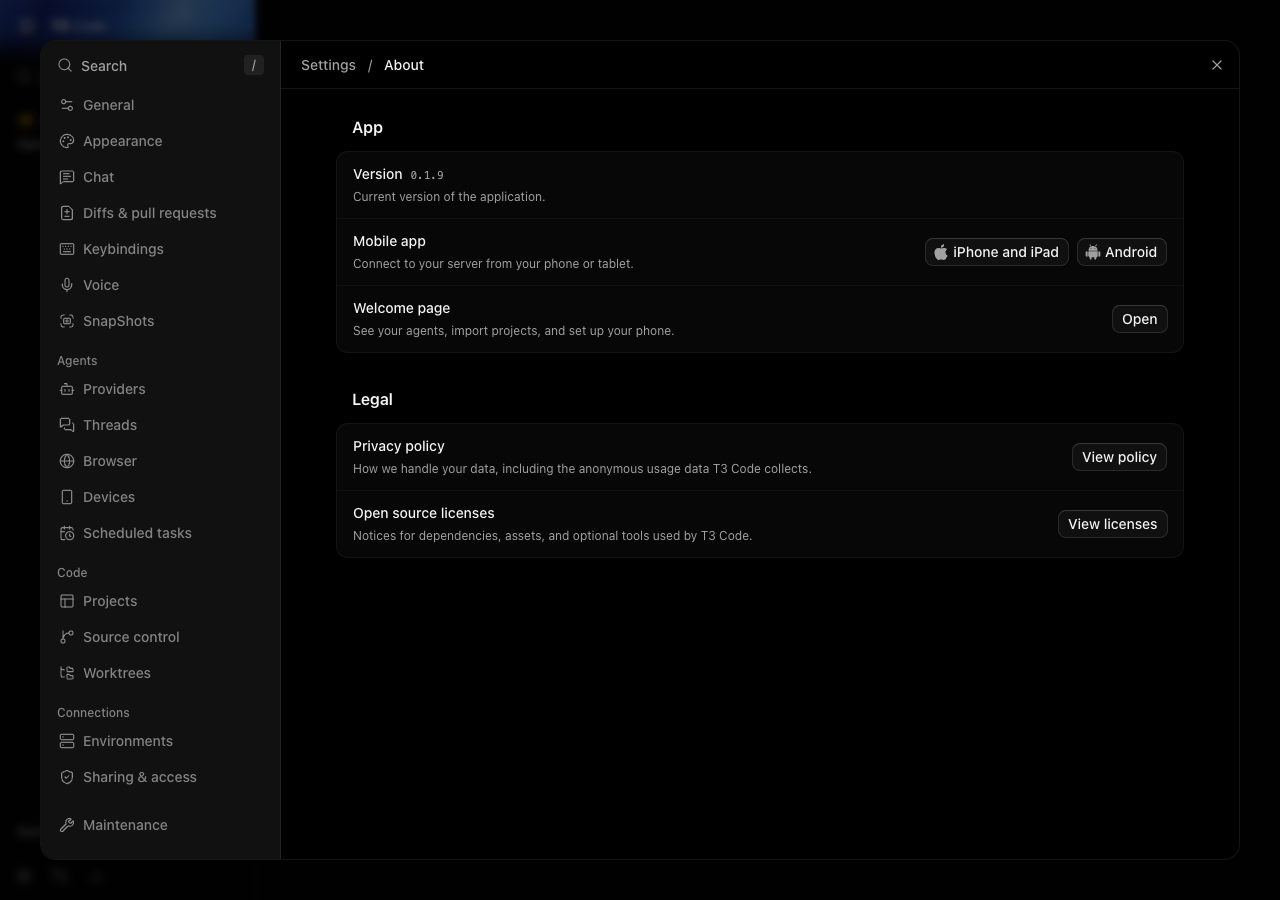 Search /
General
Appearance
Chat
Diffs & pull requests
Keybindings
Voice
SnapShots
Agents
Providers
Threads
Browser
Devices
Scheduled tasks
Code
Projects
Source control
Worktrees
Connections
Environments
Sharing & access
Maintenance
Settings / About
App
Version 0.1.9
Current version of the application.
Mobile app
Connect to your server from your phone or tablet.
iPhone and iPad
Android
Welcome page
See your agents, import projects, and set up your phone.
Open
Legal
Privacy policy
How we handle your data, including the anonymous usage data T3 Code collects.
View policy
Open source licenses
Notices for dependencies, assets, and optional tools used by T3 Code.
View licenses